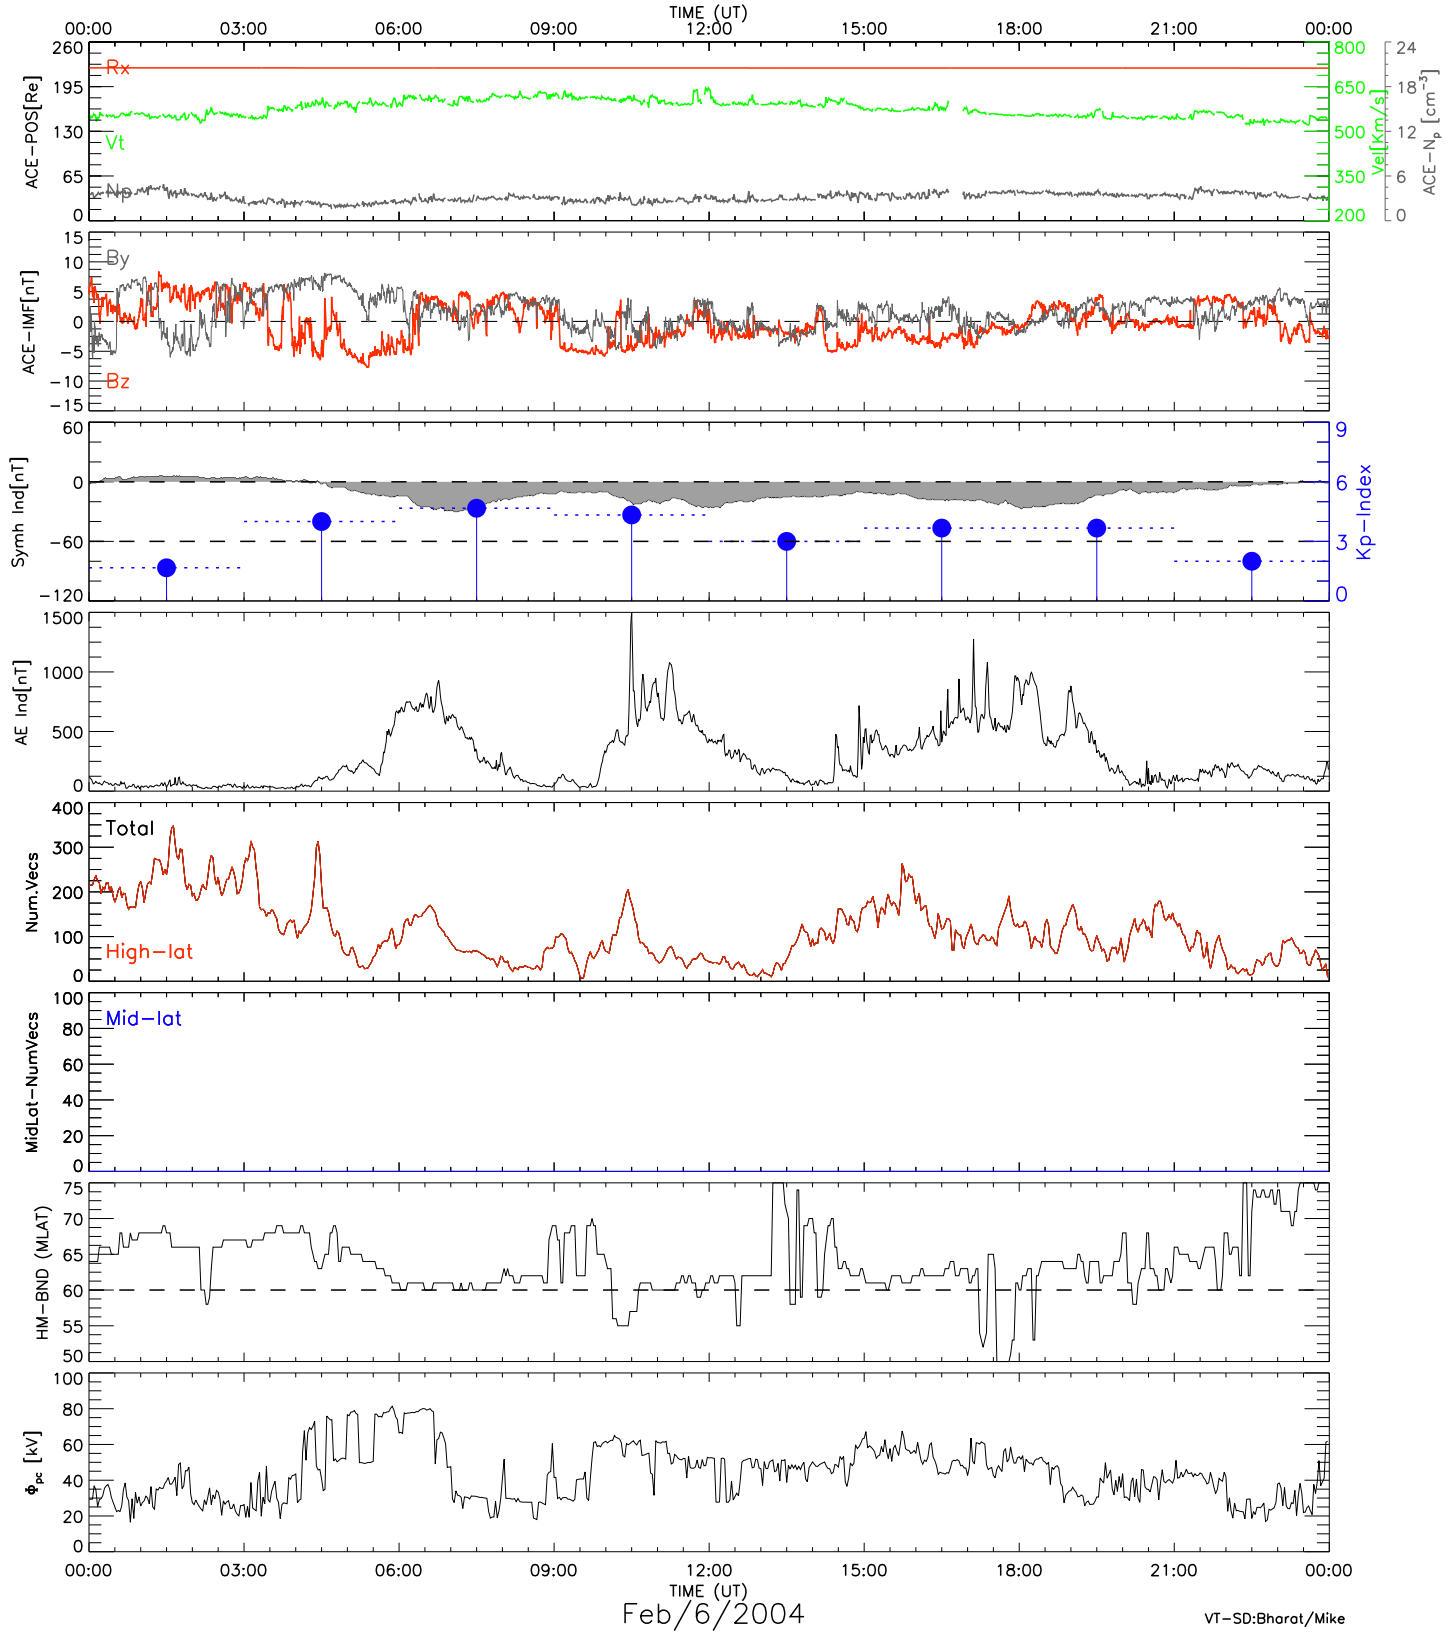 TIME (UT)
00:00 03:00 06:00 09:00 12:00 15:00 18:00 21:00 00:00
260 195 130 65 0
ACE-POS[Re]
Rx
Vt
Np
800 650 500 350 200
Vel[Km/s]
24 18 12 6 0
ACE-Np [cm⁻³]
15 10 5 0 -5 -10 -15
ACE-IMF[nT]
By
Bz
60 0 -60 -120
Symh Ind[nT]
9 6 3 0
Kp-Index
1500 1000 500 0
AE Ind[nT]
400 300 200 100 0
Num.Vecs
Total
High-lat
100 80 60 40 20 0
MidLat-NumVecs
Mid-lat
75 70 65 60 55 50
HM-BND (MLAT)
100 80 60 40 20 0
Φpc [kV]
00:00 03:00 06:00 09:00 12:00 15:00 18:00 21:00 00:00
TIME (UT)
Feb/6/2004
VT-SD:Bharat/Mike